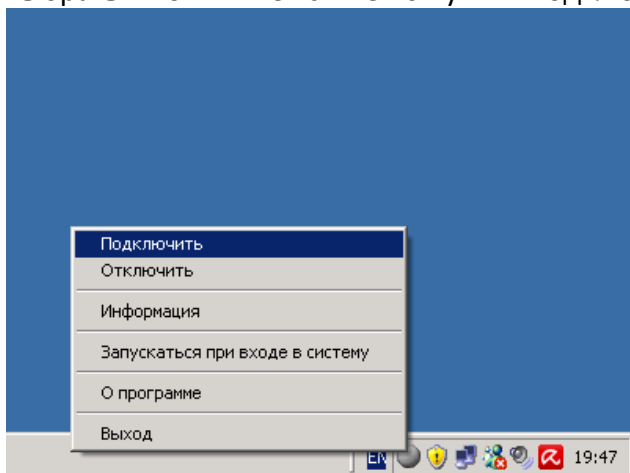 Подключить
Отключить
Информация
Запускаться при входе в систему
О программе
Выход
EN
19:47